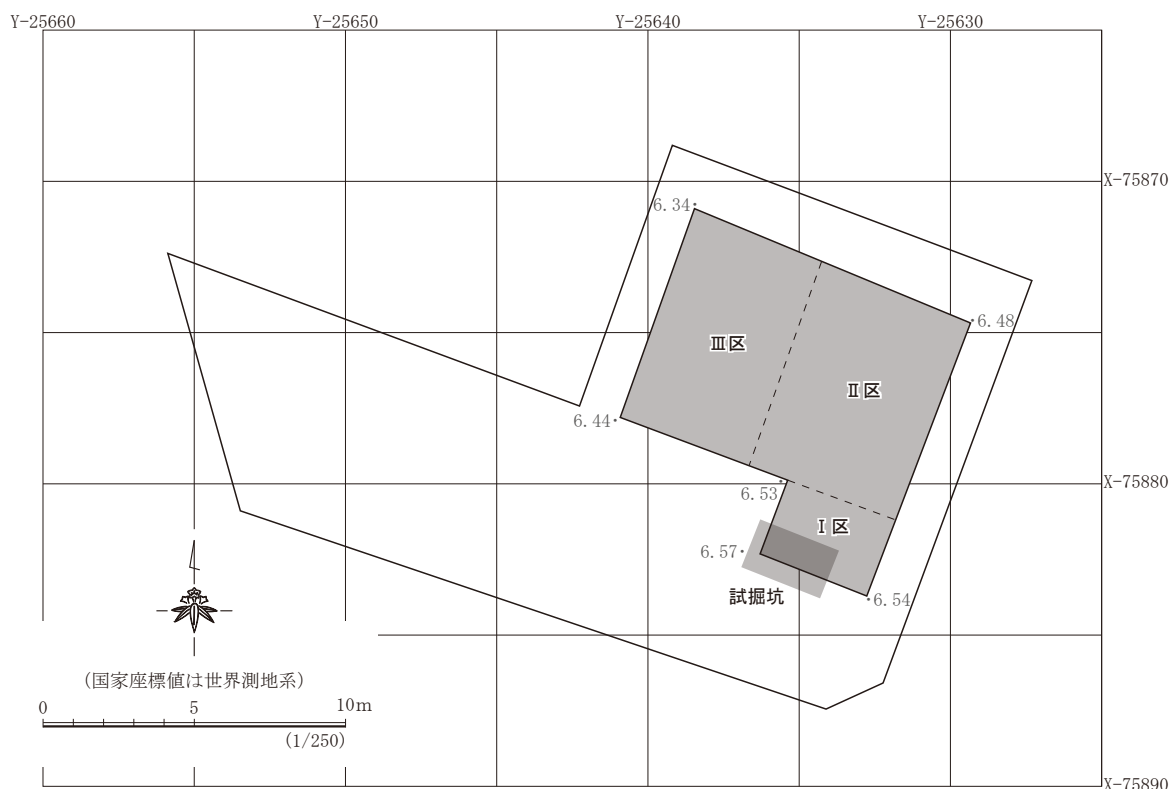 Y-25660
Y-25650
Y-25640
Y-25630
X-75870
6.34
6.48
Ⅲ区
Ⅱ区
6.44
X-75880
6.53
Ⅰ区
6.57
試掘坑
6.54
(国家座標値は世界測地系)
0 5 10m
(1/250)
X-75890